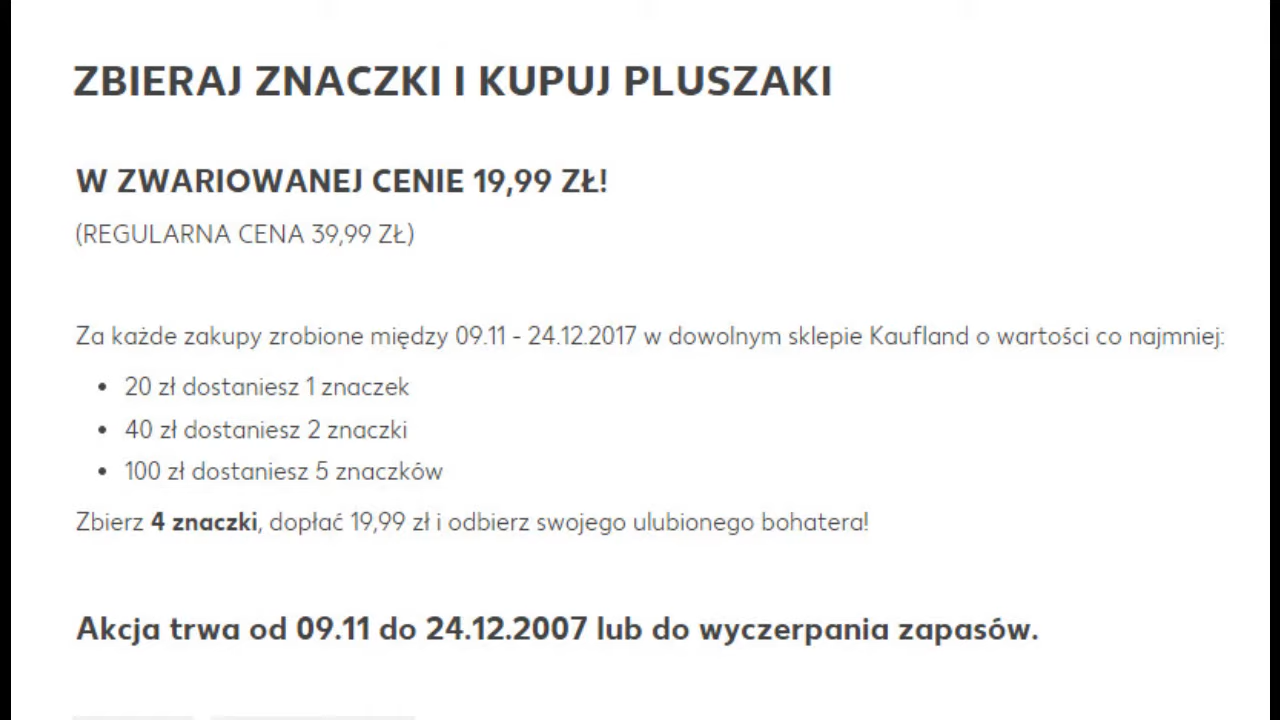 ZBIERAJ ZNACZKI I KUPUJ PLUSZAKI
W ZWARIOWANEJ CENIE 19,99 ZŁ!
(REGULARNA CENA 39,99 ZŁ)
Za każde zakupy zrobione między 09.11 - 24.12.2017 w dowolnym sklepie Kaufland o wartości co najmniej:
• 20 zł dostaniesz 1 znaczek
• 40 zł dostaniesz 2 znaczki
• 100 zł dostaniesz 5 znaczków
Zbierz 4 znaczki, dopłać 19,99 zł i odbierz swojego ulubionego bohatera!
Akcja trwa od 09.11 do 24.12.2007 lub do wyczerpania zapasów.